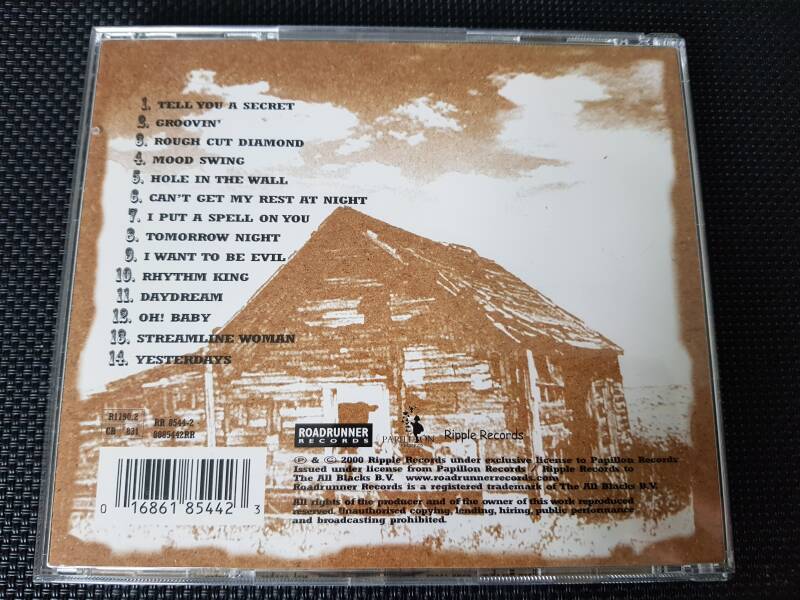 1. TELL YOU A SECRET
2. GROOVIN'
3. ROUGH CUT DIAMOND
4. MOOD SWING
5. HOLE IN THE WALL
6. CAN'T GET MY REST AT NIGHT
7. I PUT A SPELL ON YOU
8. TOMORROW NIGHT
9. I WANT TO BE EVIL
10. RHYTHM KING
11. DAYDREAM
12. OH! BABY
13. STREAMLINE WOMAN
14. YESTERDAYS
RR 8544-2
CB 831
8085442RH
ROADRUNNER
RECORDS
PAPILLON
Ripple Records
℗ & © 2000 Ripple Records under exclusive license to Papillon Records
Issued under license from Papillon Records / Ripple Records to
The All Blacks B.V. www.roadrunnerrecords.com
Roadrunner Records is a registered trademark of The All Blacks B.V.
All rights of the producer and of the owner of this work reproduced
reserved. Unauthorised copying, lending, hiring, public performance
and broadcasting prohibited.
0 16861 85442 3